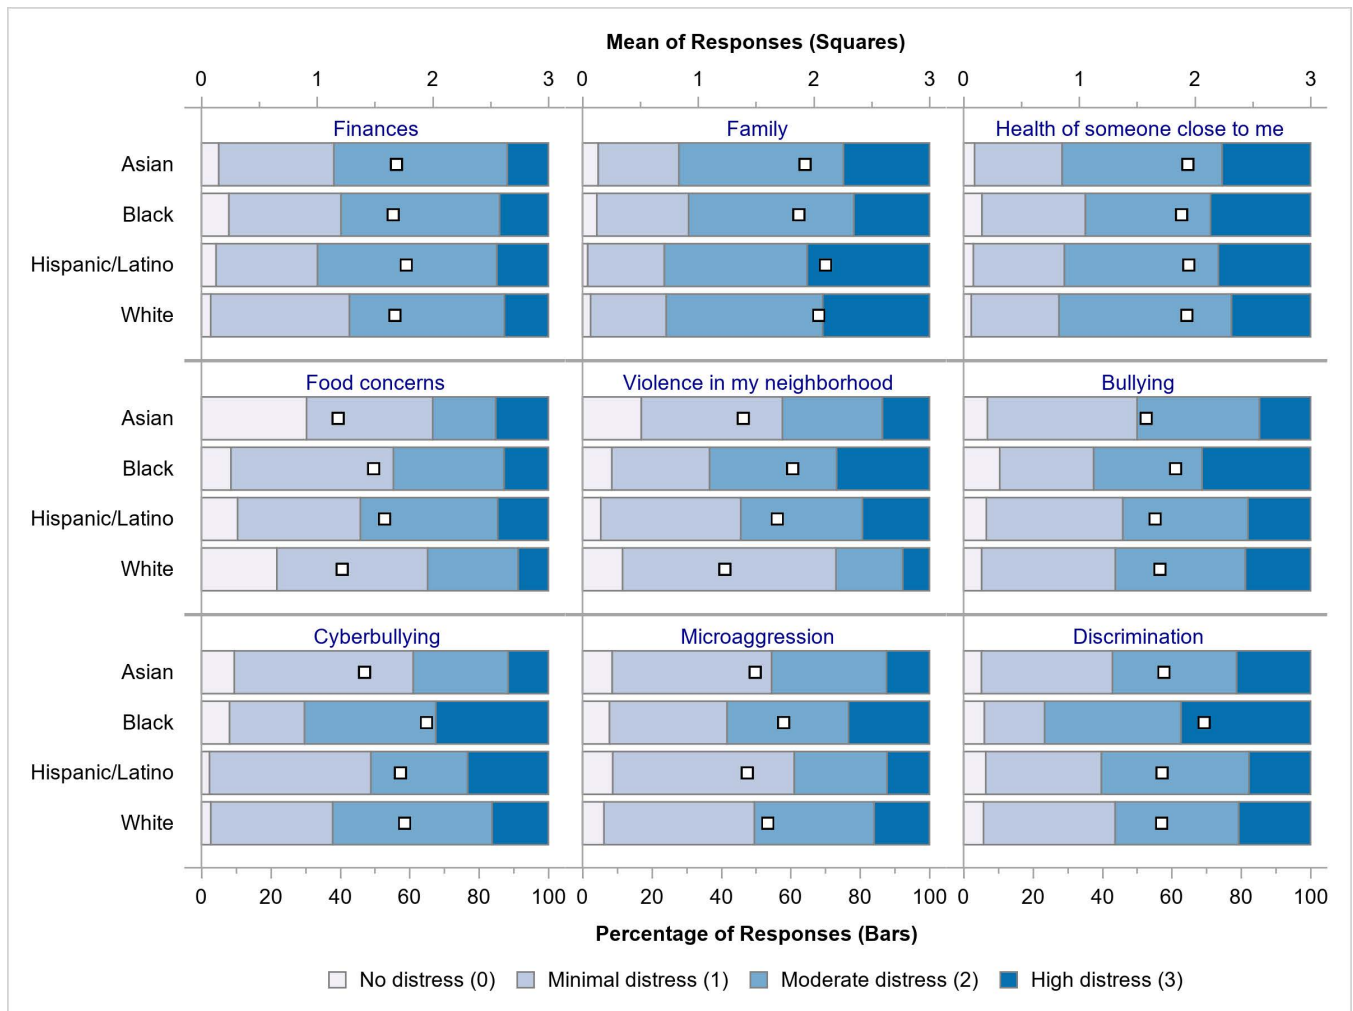 Mean of Responses (Squares)
0 1 2 3 0 1 2 3 0 1 2 3
Finances Family Health of someone close to me
Asian
Black
Hispanic/Latino
White
Food concerns Violence in my neighborhood Bullying
Asian
Black
Hispanic/Latino
White
Cyberbullying Microaggression Discrimination
Asian
Black
Hispanic/Latino
White
0 20 40 60 80 100 0 20 40 60 80 100 0 20 40 60 80 100
Percentage of Responses (Bars)
No distress (0) Minimal distress (1) Moderate distress (2) High distress (3)